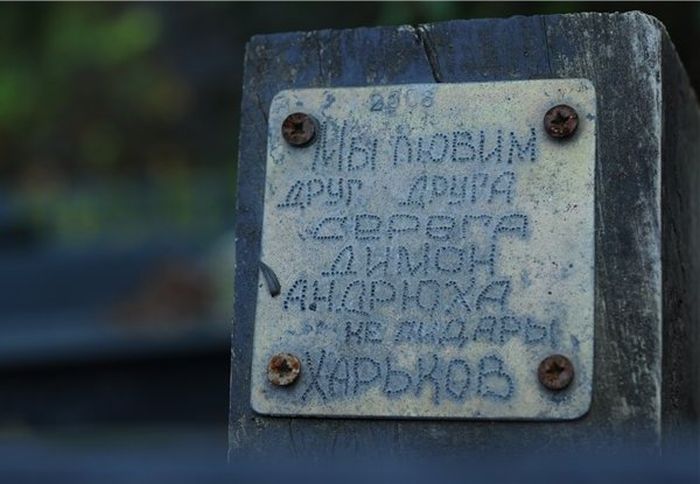 2008
Мы любим
друг друга
серега
димон
андрюха
не пидары
Харьков